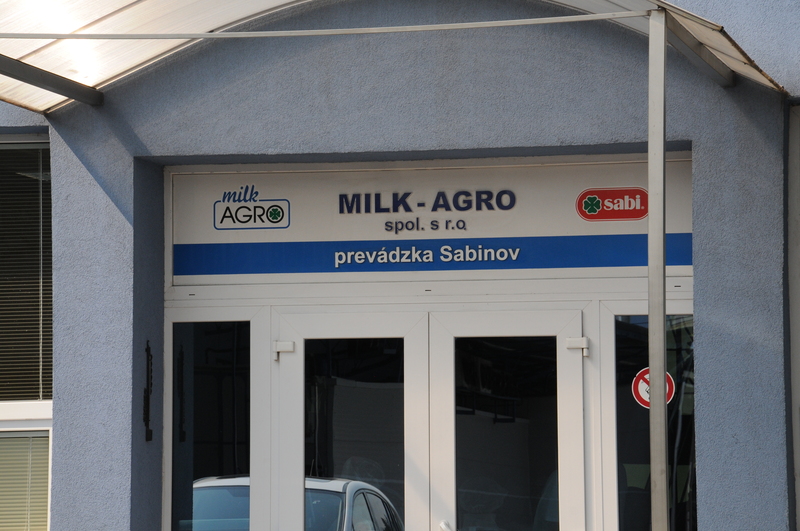 milk
AGRO
MILK - AGRO
spol. s r.o
sabi.
prevádzka Sabinov